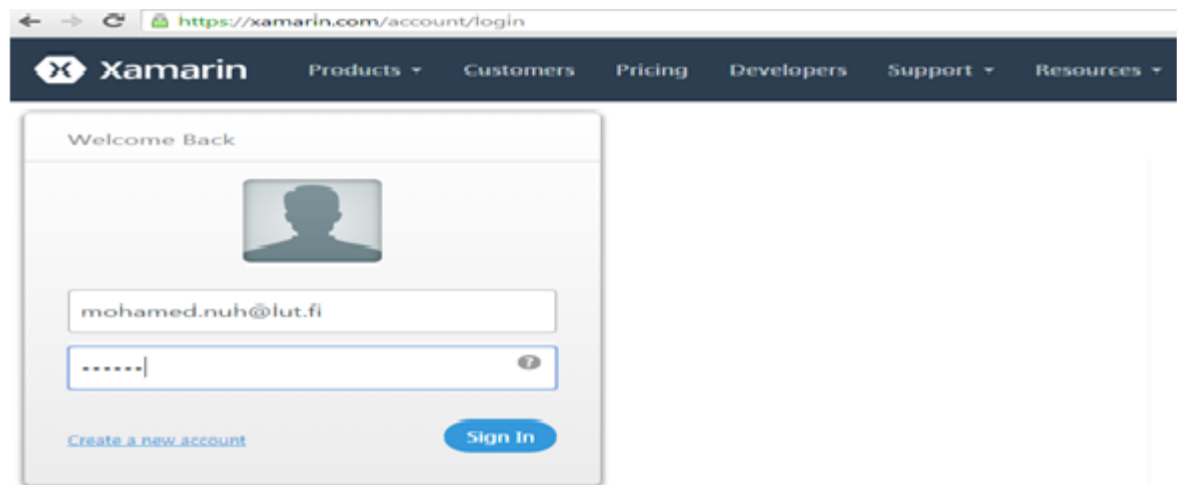 https://xamarin.com/account/login
Xamarin Products Customers Pricing Developers Support Resources
Welcome Back
mohamed.nuh@lut.fi
••••••
Create a new account Sign In